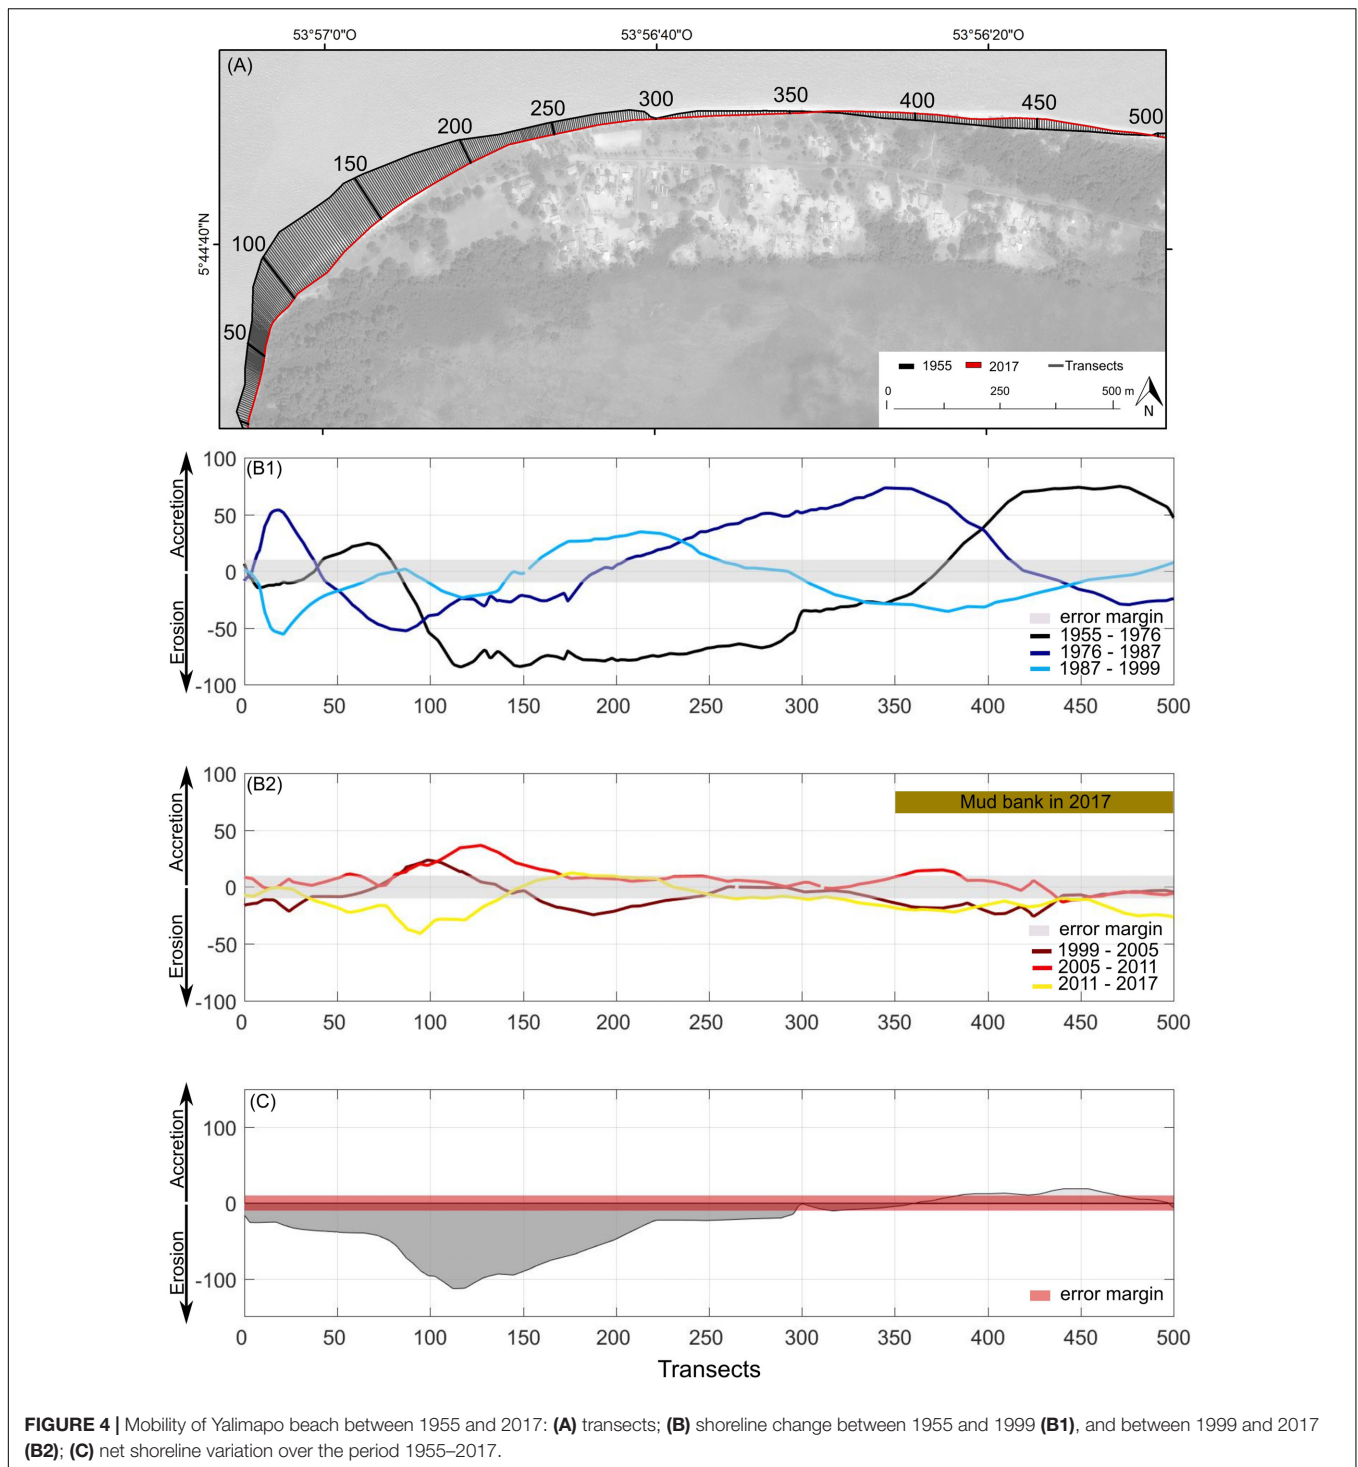 53°57'0"O 53°56'40"O 53°56'20"O
(A)
50 100 150 200 250 300 350 400 450 500
5°44'40"N
1955 2017 Transects
0 250 500 m
N
(B1)
Accretion
Erosion
100
50
0
-50
-100
error margin
1955 - 1976
1976 - 1987
1987 - 1999
0 50 100 150 200 250 300 350 400 450 500
(B2)
Accretion
Erosion
100
50
0
-50
-100
Mud bank in 2017
error margin
1999 - 2005
2005 - 2011
2011 - 2017
0 50 100 150 200 250 300 350 400 450 500
(C)
Accretion
Erosion
100
0
-100
error margin
0 50 100 150 200 250 300 350 400 450 500
Transects
FIGURE 4 | Mobility of Yalimapo beach between 1955 and 2017: (A) transects; (B) shoreline change between 1955 and 1999 (B1), and between 1999 and 2017
(B2); (C) net shoreline variation over the period 1955–2017.